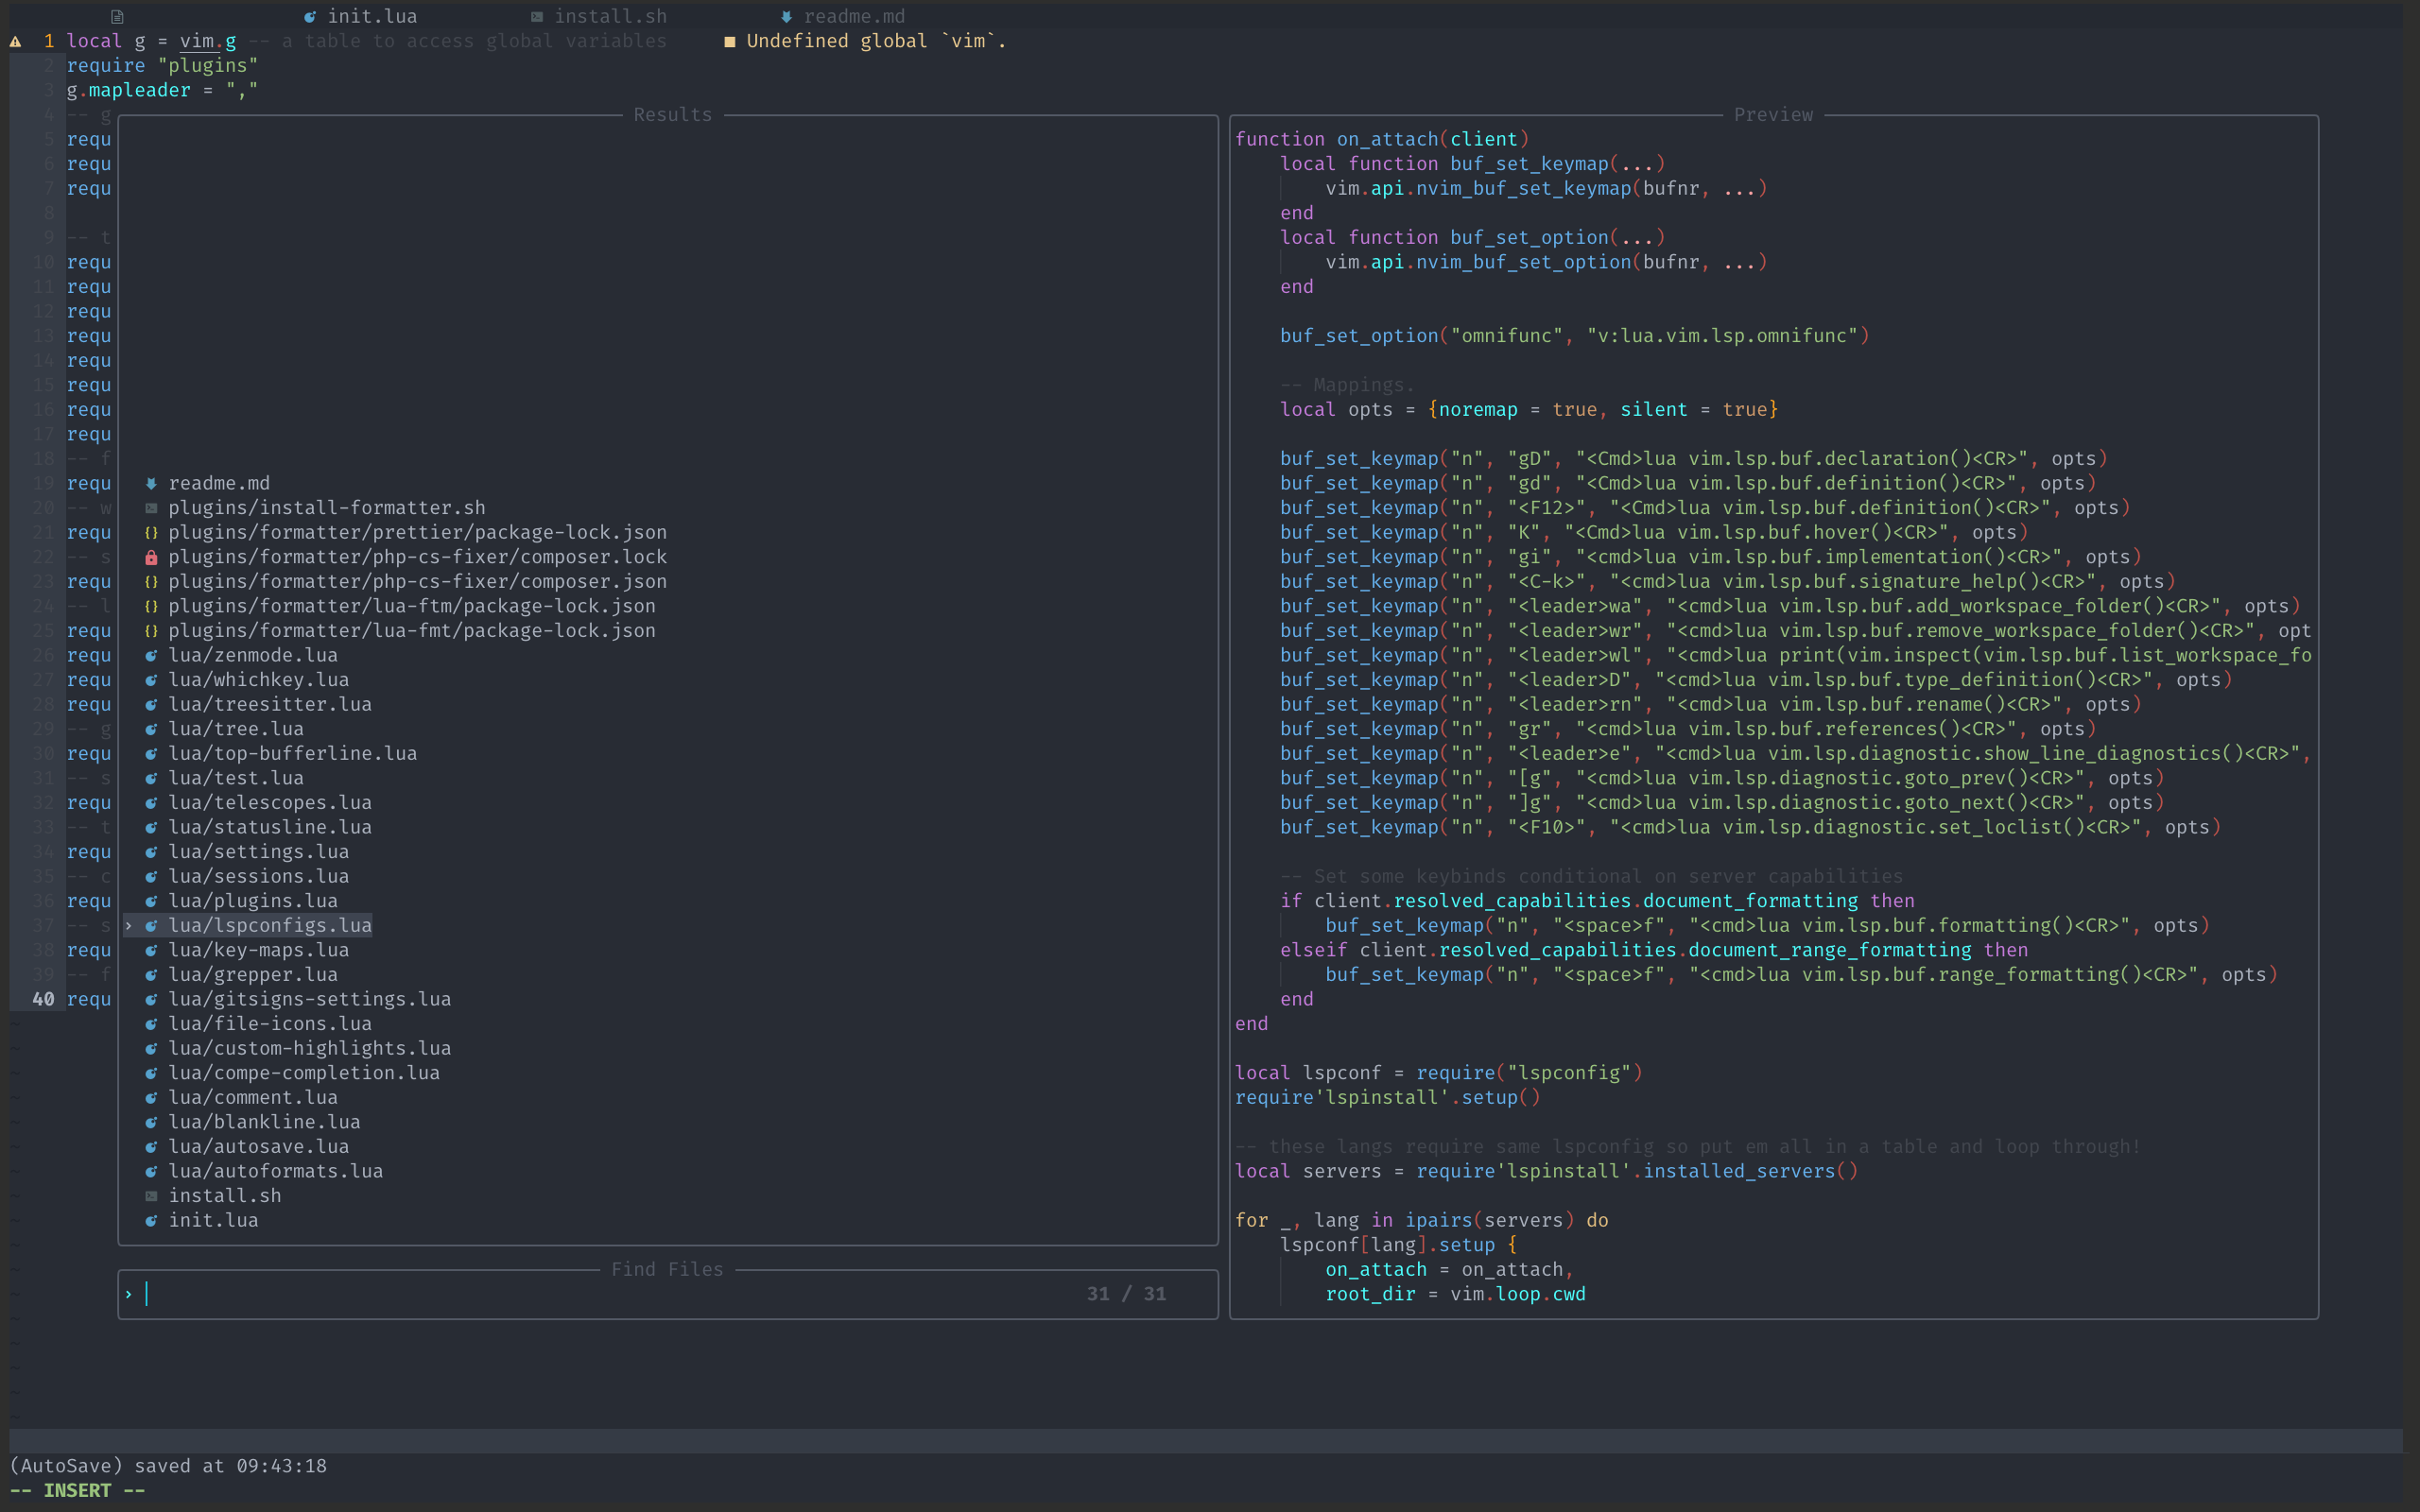 init.lua install.sh readme.md
1 local g = vim.g -- a table to access global variables ■ Undefined global `vim`.
2 require "plugins"
3 g.mapleader = ","
4 -- g
5 requ
6 requ
7 requ
8
9 -- t
10 requ
11 requ
12 requ
13 requ
14 requ
15 requ
16 requ
17 requ
18 -- f
19 requ
20 -- w
21 requ
22 -- s
23 requ
24 -- l
25 requ
26 requ
27 requ
28 requ
29 -- g
30 requ
31 -- s
32 requ
33 -- t
34 requ
35 -- c
36 requ
37 -- s
38 requ
39 -- f
40 requ
Results
readme.md
plugins/install-formatter.sh
{} plugins/formatter/prettier/package-lock.json
plugins/formatter/php-cs-fixer/composer.lock
{} plugins/formatter/php-cs-fixer/composer.json
{} plugins/formatter/lua-ftm/package-lock.json
{} plugins/formatter/lua-fmt/package-lock.json
lua/zenmode.lua
lua/whichkey.lua
lua/treesitter.lua
lua/tree.lua
lua/top-bufferline.lua
lua/test.lua
lua/telescopes.lua
lua/statusline.lua
lua/settings.lua
lua/sessions.lua
lua/plugins.lua
> lua/lspconfigs.lua
lua/key-maps.lua
lua/grepper.lua
lua/gitsigns-settings.lua
lua/file-icons.lua
lua/custom-highlights.lua
lua/compe-completion.lua
lua/comment.lua
lua/blankline.lua
lua/autosave.lua
lua/autoformats.lua
install.sh
init.lua
Find Files
> 31 / 31
Preview
function on_attach(client)
local function buf_set_keymap(...)
vim.api.nvim_buf_set_keymap(bufnr, ...)
end
local function buf_set_option(...)
vim.api.nvim_buf_set_option(bufnr, ...)
end
buf_set_option("omnifunc", "v:lua.vim.lsp.omnifunc")
-- Mappings.
local opts = {noremap = true, silent = true}
buf_set_keymap("n", "gD", "<Cmd>lua vim.lsp.buf.declaration()<CR>", opts)
buf_set_keymap("n", "gd", "<Cmd>lua vim.lsp.buf.definition()<CR>", opts)
buf_set_keymap("n", "<F12>", "<Cmd>lua vim.lsp.buf.definition()<CR>", opts)
buf_set_keymap("n", "K", "<Cmd>lua vim.lsp.buf.hover()<CR>", opts)
buf_set_keymap("n", "gi", "<cmd>lua vim.lsp.buf.implementation()<CR>", opts)
buf_set_keymap("n", "<C-k>", "<cmd>lua vim.lsp.buf.signature_help()<CR>", opts)
buf_set_keymap("n", "<leader>wa", "<cmd>lua vim.lsp.buf.add_workspace_folder()<CR>", opts)
buf_set_keymap("n", "<leader>wr", "<cmd>lua vim.lsp.buf.remove_workspace_folder()<CR>", opt
buf_set_keymap("n", "<leader>wl", "<cmd>lua print(vim.inspect(vim.lsp.buf.list_workspace_fo
buf_set_keymap("n", "<leader>D", "<cmd>lua vim.lsp.buf.type_definition()<CR>", opts)
buf_set_keymap("n", "<leader>rn", "<cmd>lua vim.lsp.buf.rename()<CR>", opts)
buf_set_keymap("n", "gr", "<cmd>lua vim.lsp.buf.references()<CR>", opts)
buf_set_keymap("n", "<leader>e", "<cmd>lua vim.lsp.diagnostic.show_line_diagnostics()<CR>",
buf_set_keymap("n", "[g", "<cmd>lua vim.lsp.diagnostic.goto_prev()<CR>", opts)
buf_set_keymap("n", "]g", "<cmd>lua vim.lsp.diagnostic.goto_next()<CR>", opts)
buf_set_keymap("n", "<F10>", "<cmd>lua vim.lsp.diagnostic.set_loclist()<CR>", opts)
-- Set some keybinds conditional on server capabilities
if client.resolved_capabilities.document_formatting then
buf_set_keymap("n", "<space>f", "<cmd>lua vim.lsp.buf.formatting()<CR>", opts)
elseif client.resolved_capabilities.document_range_formatting then
buf_set_keymap("n", "<space>f", "<cmd>lua vim.lsp.buf.range_formatting()<CR>", opts)
end
end
local lspconf = require("lspconfig")
require'lspinstall'.setup()
-- these langs require same lspconfig so put em all in a table and loop through!
local servers = require'lspinstall'.installed_servers()
for _, lang in ipairs(servers) do
lspconf[lang].setup {
on_attach = on_attach,
root_dir = vim.loop.cwd
(AutoSave) saved at 09:43:18
-- INSERT --